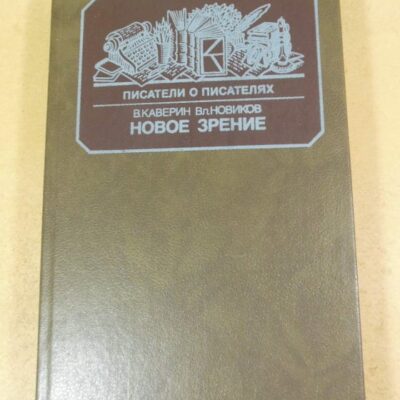 ПИСАТЕЛИ О ПИСАТЕЛЯХ
В.КАВЕРИН Вл.НОВИКОВ
НОВОЕ ЗРЕНИЕ